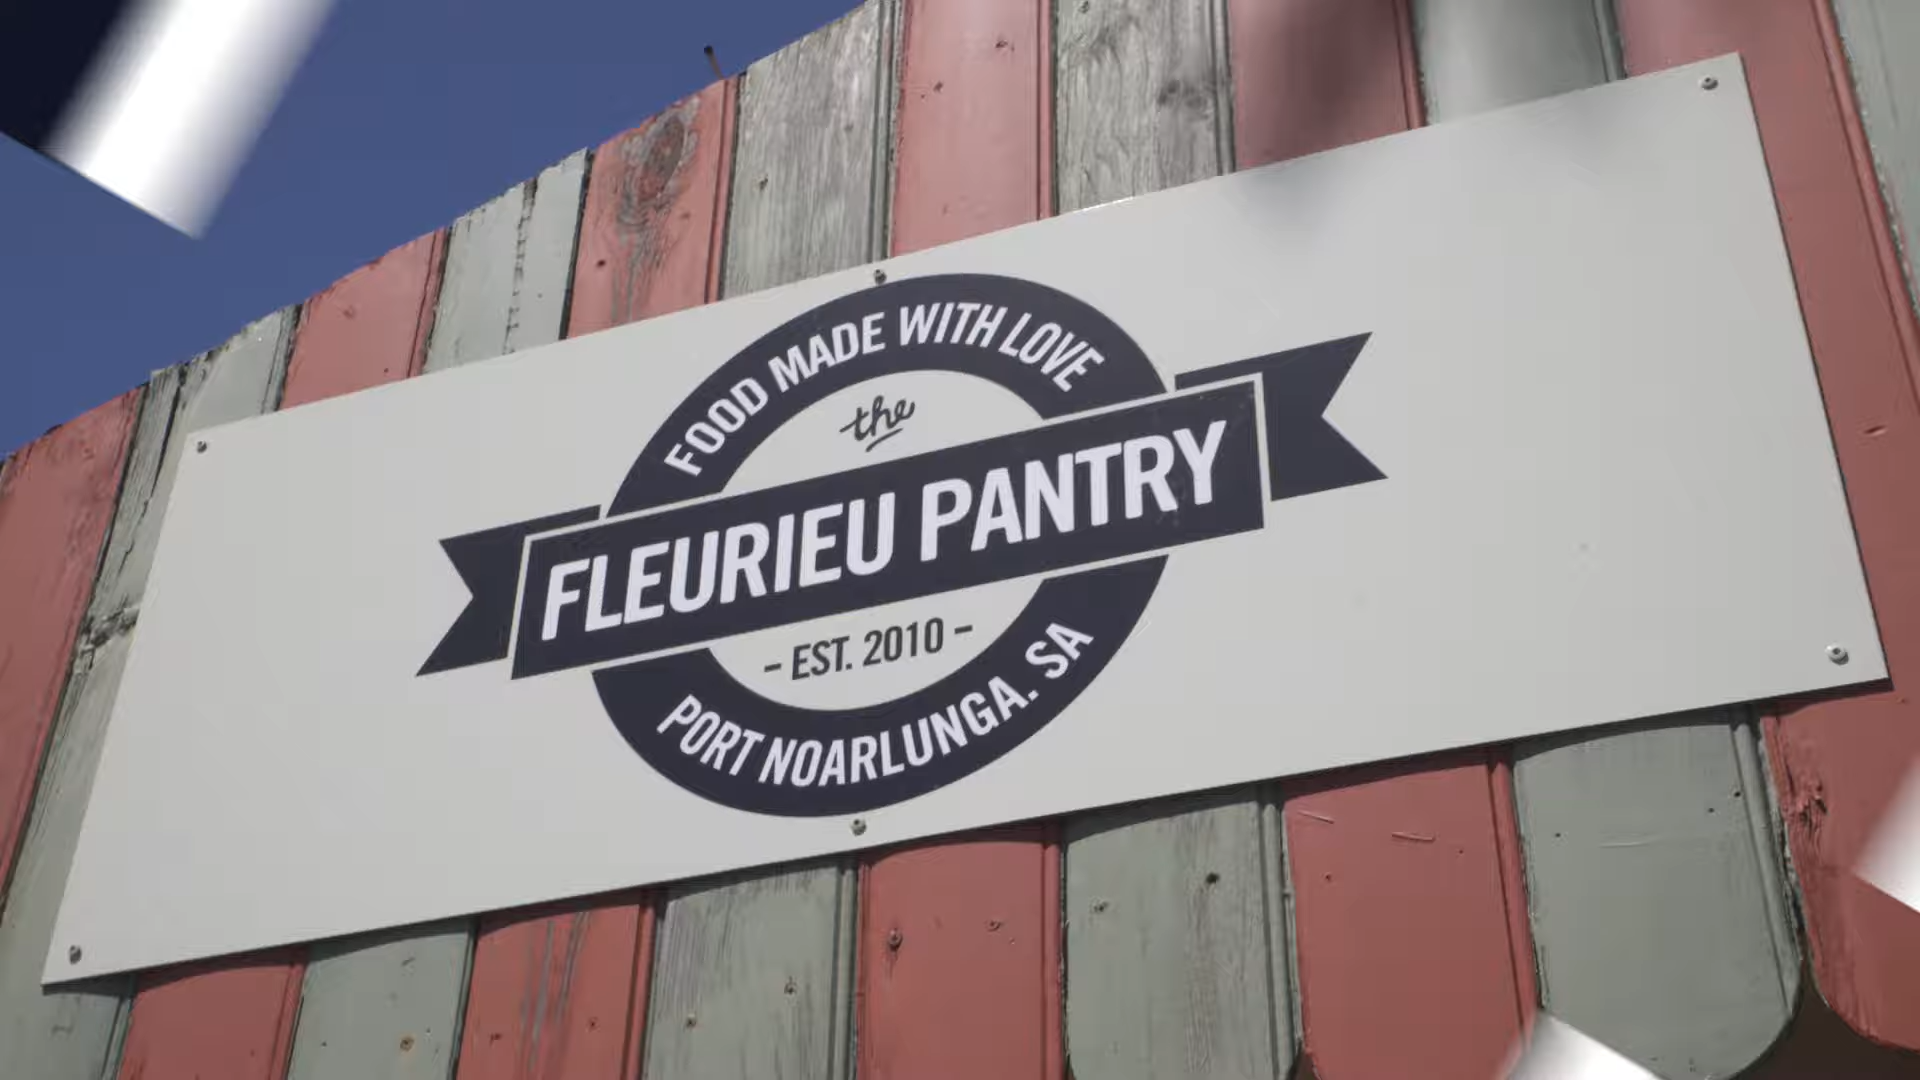 FOOD MADE WITH LOVE
the
FLEURIEU PANTRY
- EST. 2010 -
PORT NOARLUNGA. SA